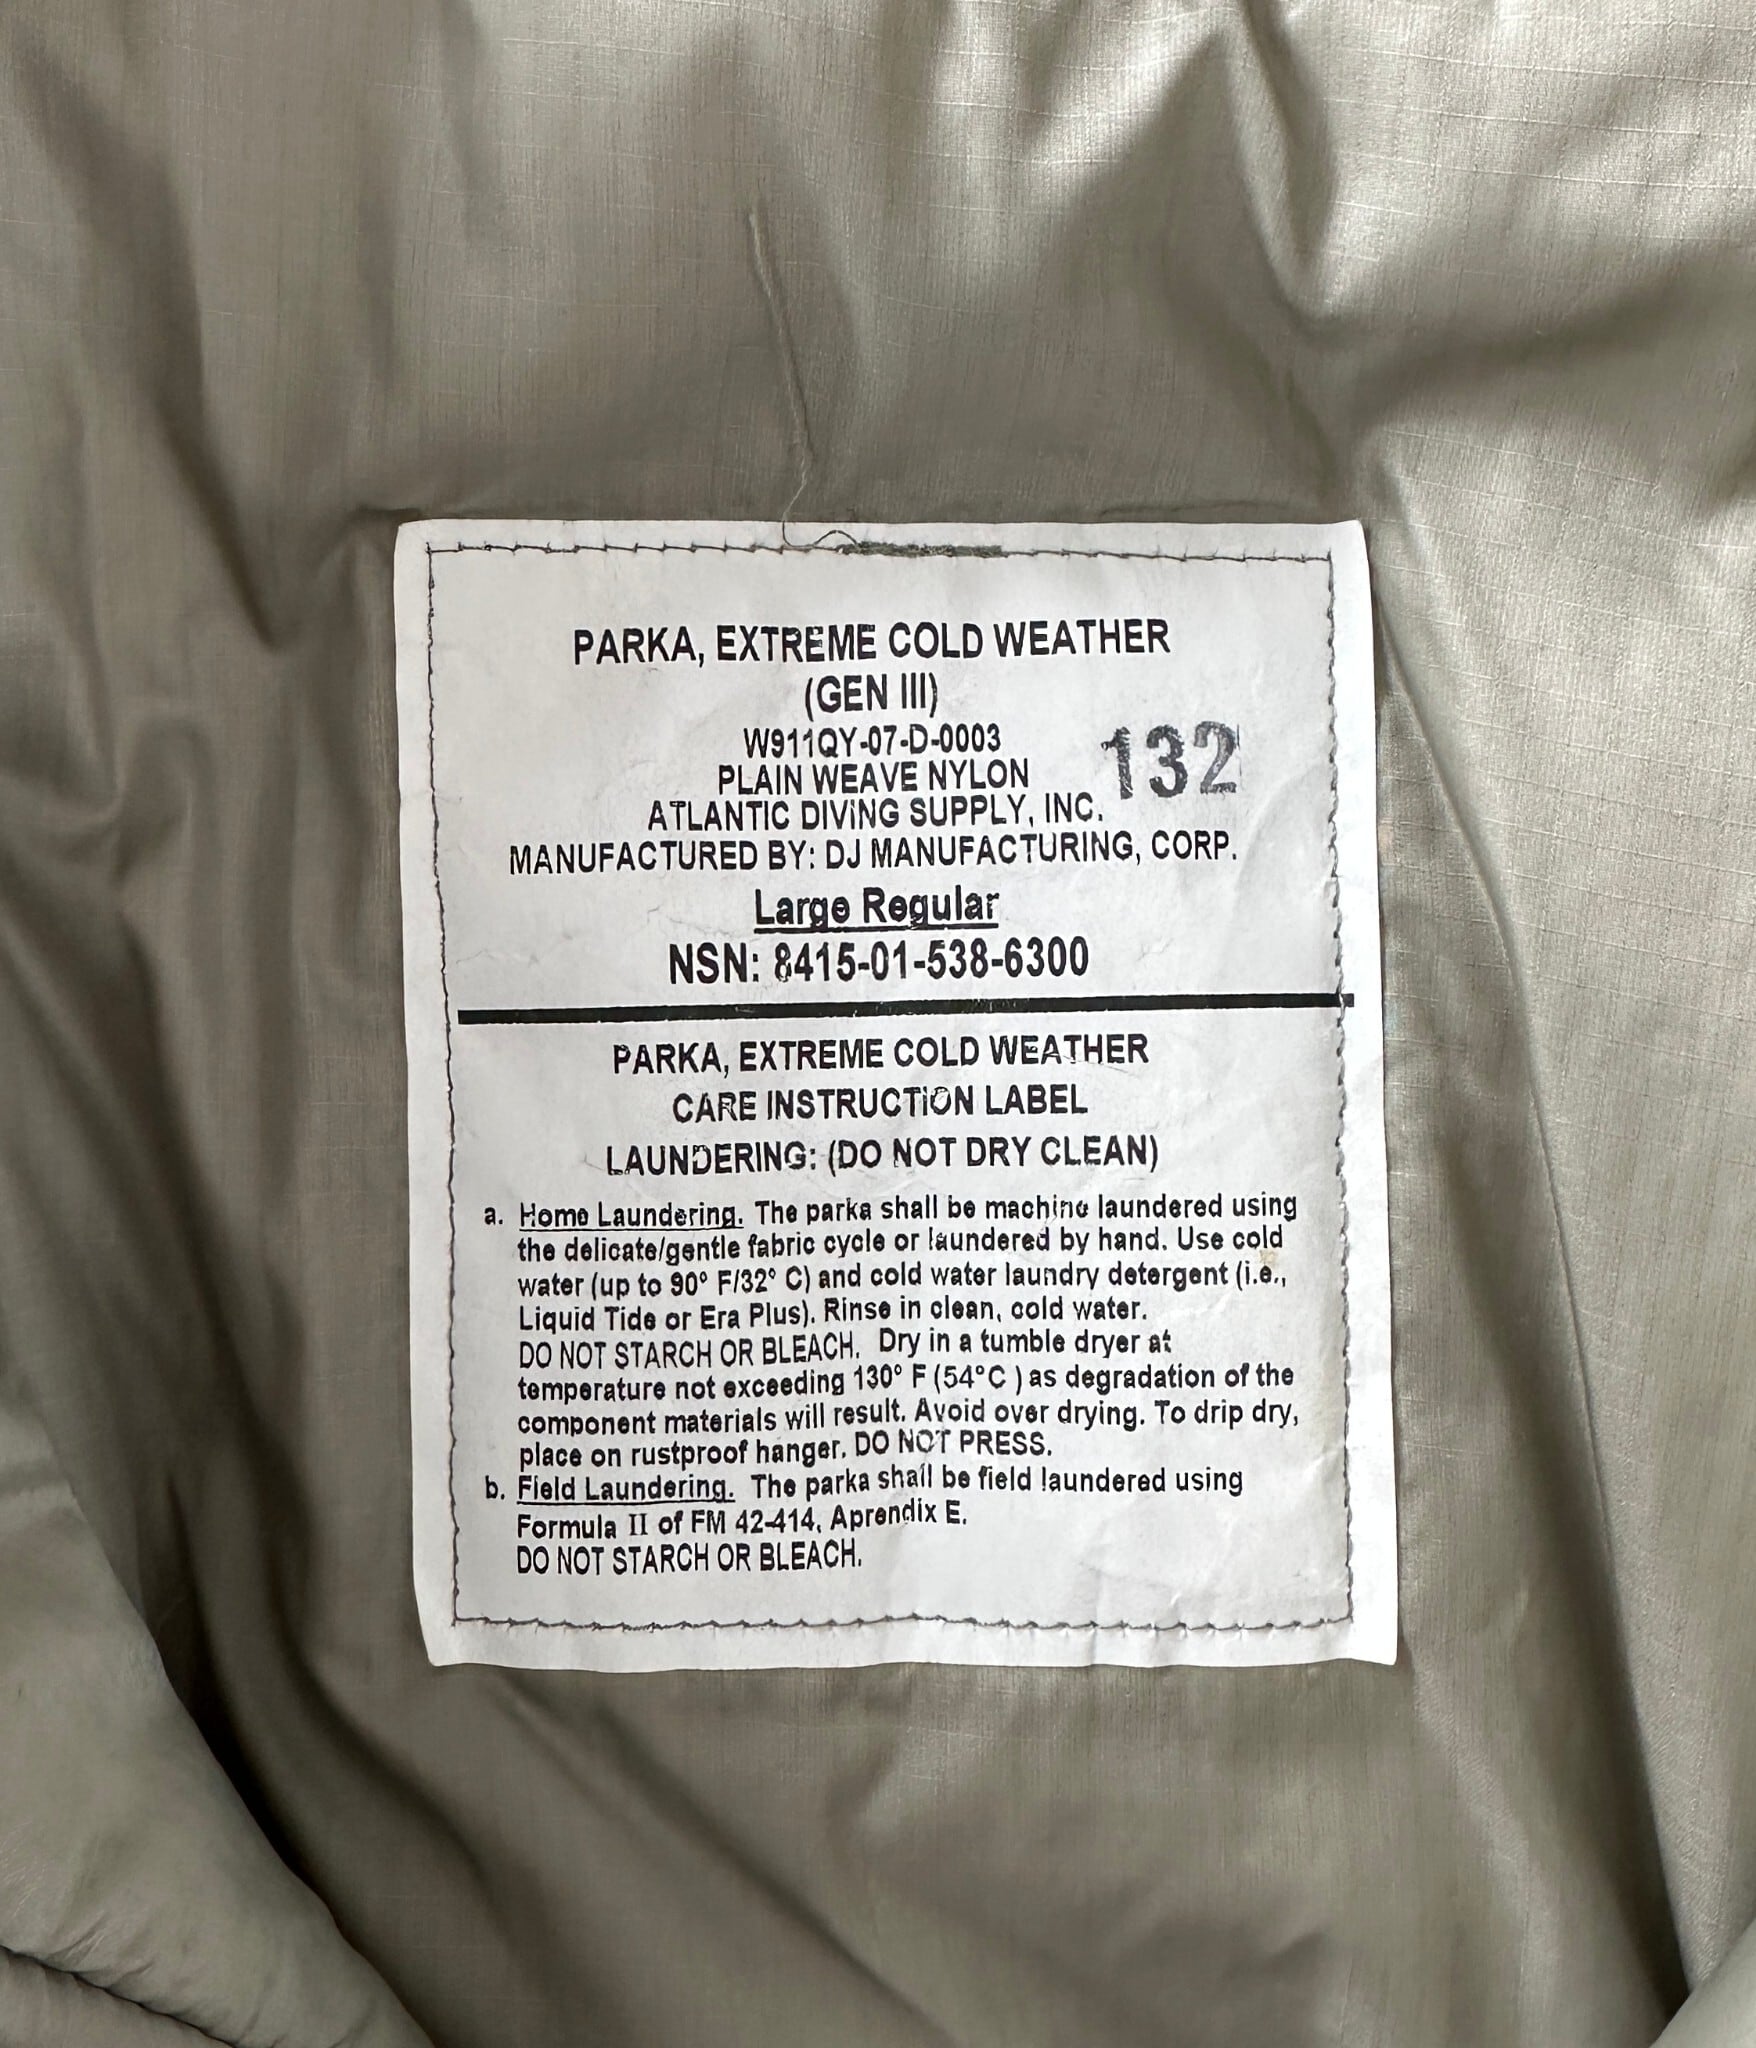 PARKA, EXTREME COLD WEATHER
(GEN III)
W911QY-07-D-0003
132
PLAIN WEAVE NYLON
ATLANTIC DIVING SUPPLY, INC.
MANUFACTURED BY: DJ MANUFACTURING, CORP.
Large Regular
NSN: 8415-01-538-6300
PARKA, EXTREME COLD WEATHER
CARE INSTRUCTION LABEL
LAUNDERING: (DO NOT DRY CLEAN)
a. Home Laundering. The parka shall be machine laundered using
the delicate/gentle fabric cycle or laundered by hand. Use cold
water (up to 90° F/32° C) and cold water laundry detergent (i.e.,
Liquid Tide or Era Plus). Rinse in clean, cold water.
DO NOT STARCH OR BLEACH. Dry in a tumble dryer at
temperature not exceeding 130° F (54°C ) as degradation of the
component materials will result. Avoid over drying. To drip dry,
place on rustproof hanger. DO NOT PRESS.
b. Field Laundering. The parka shall be field laundered using
Formula II of FM 42-414, Aprendix E.
DO NOT STARCH OR BLEACH.